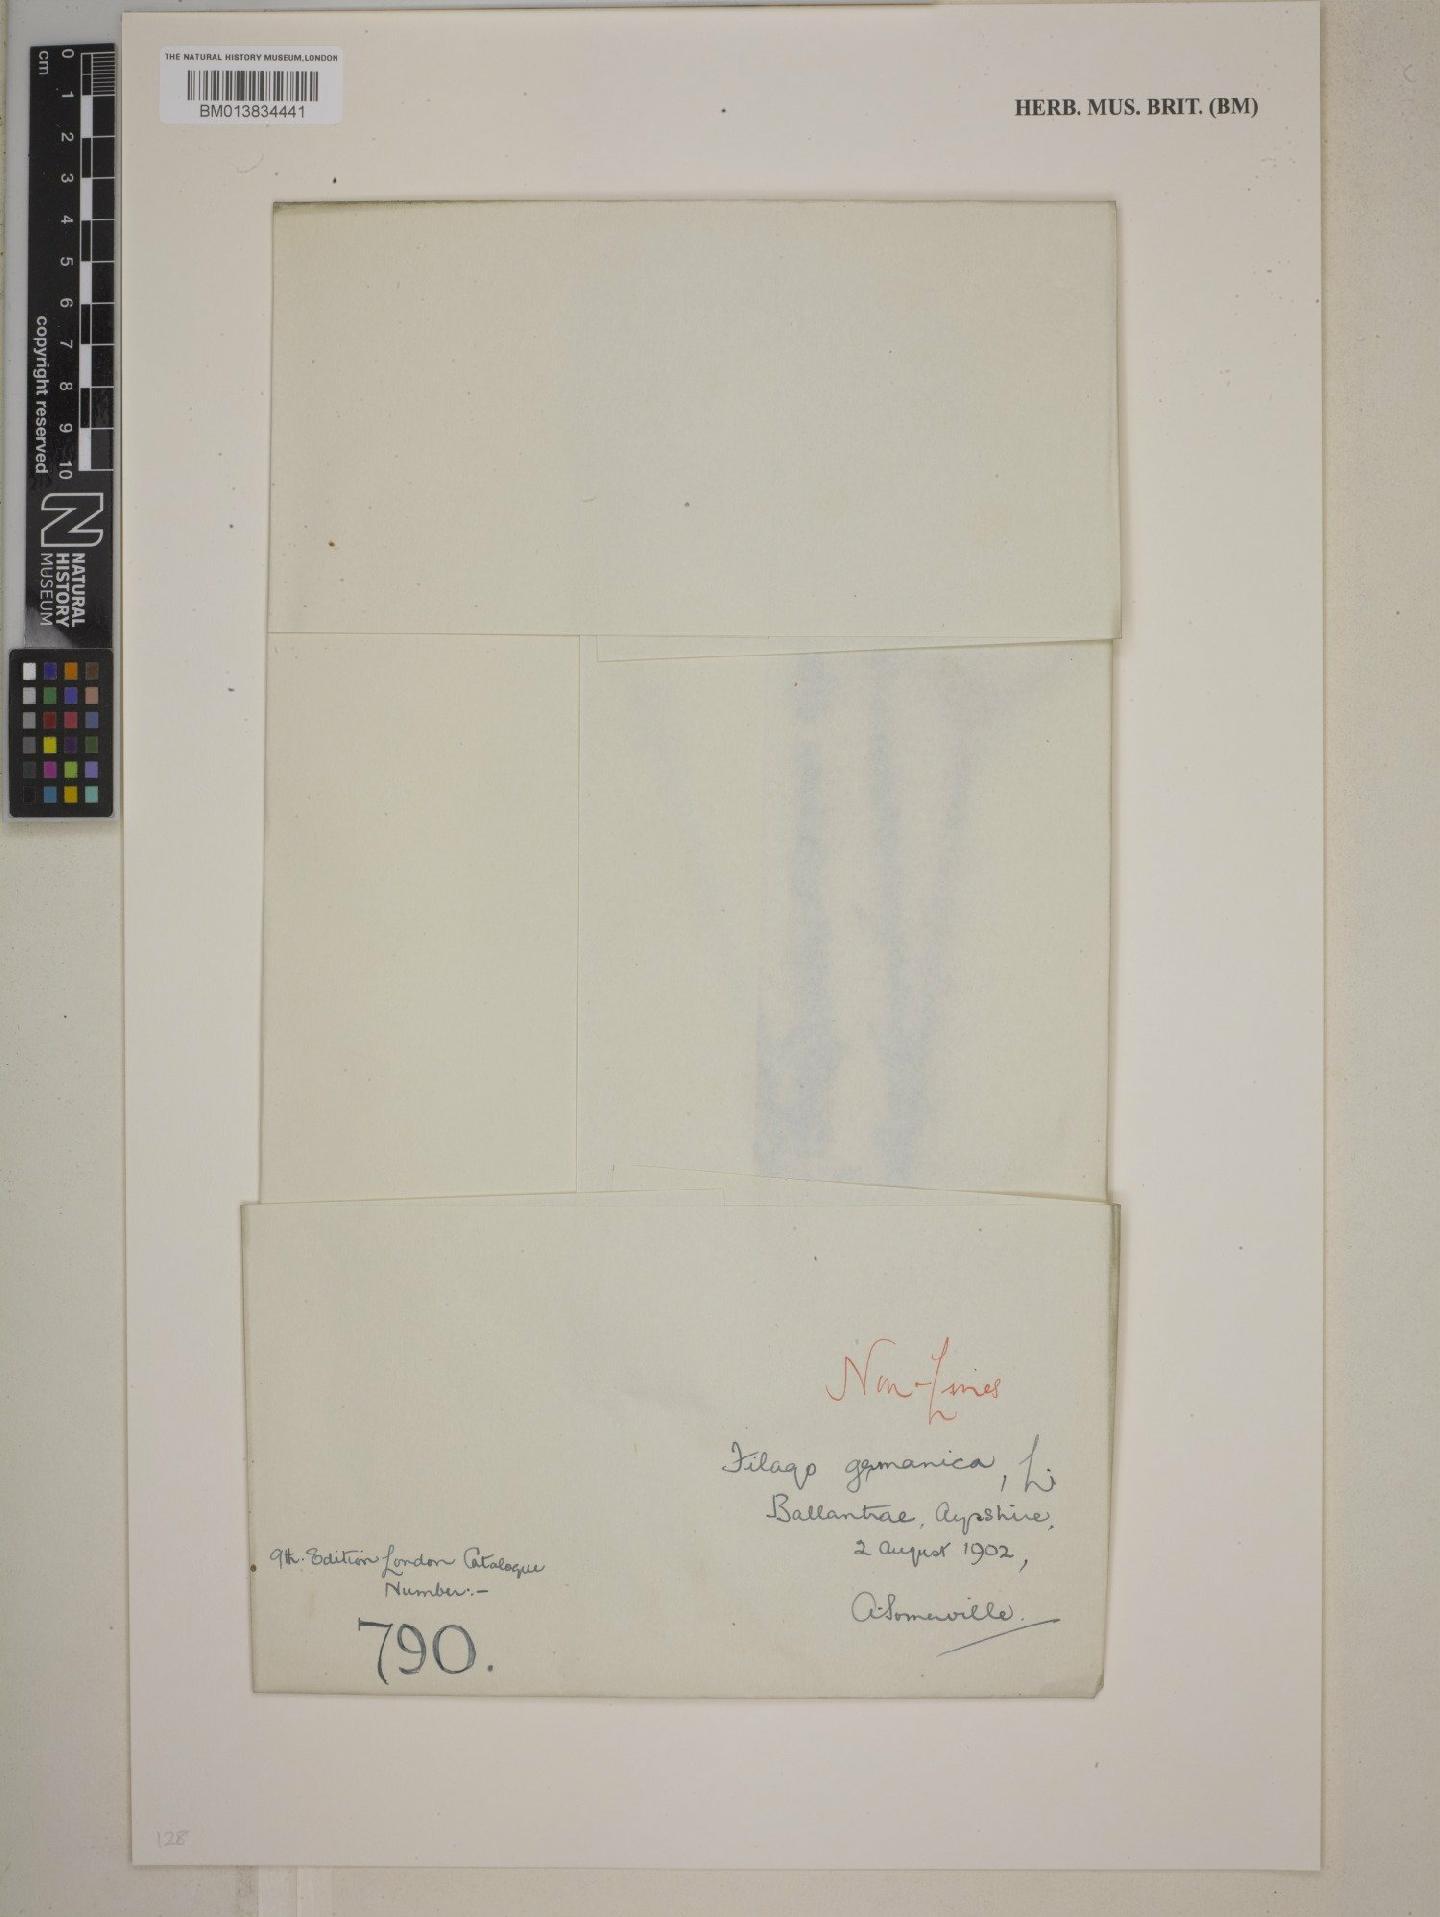 THE NATURAL HISTORY MUSEUM, LONDON
BM013834441
HERB. MUS. BRIT. (BM)
cm
0 1 2 3 4 5 6 7 8 9 10
copyright reserved
NATURAL
HISTORY
MUSEUM
Filago germanica, L.
Ballantrae, Ayrshire,
2 August 1902,
A. Somerville.
9th. Edition London Catalogue
Number:-
790.
128